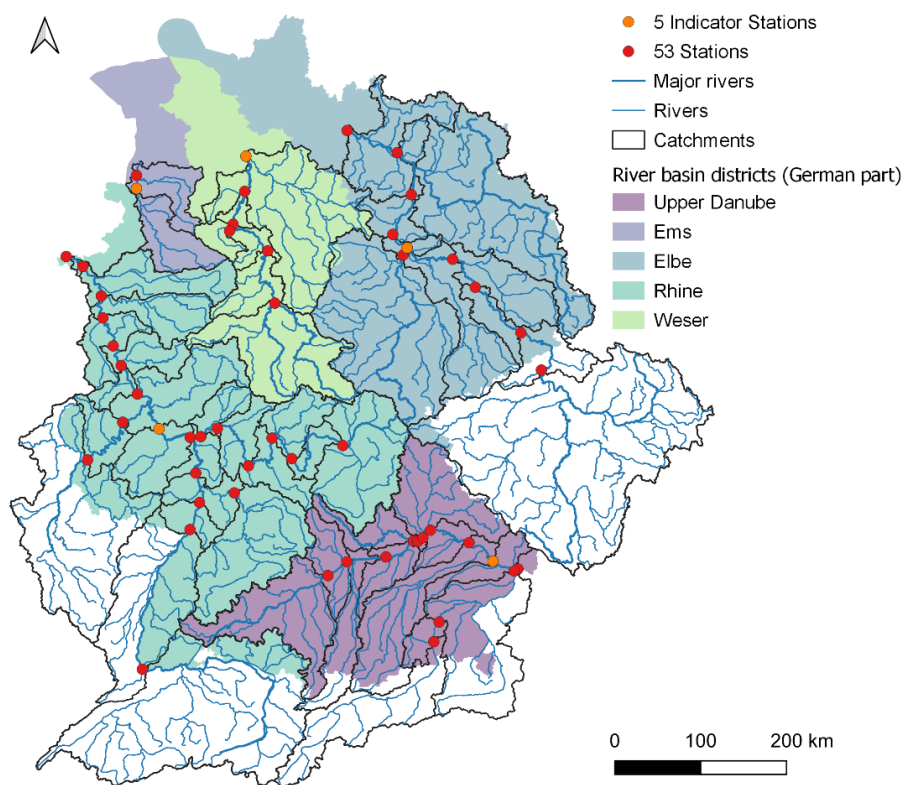 5 Indicator Stations
53 Stations
Major rivers
Rivers
Catchments
River basin districts (German part)
Upper Danube
Ems
Elbe
Rhine
Weser
0 100 200 km